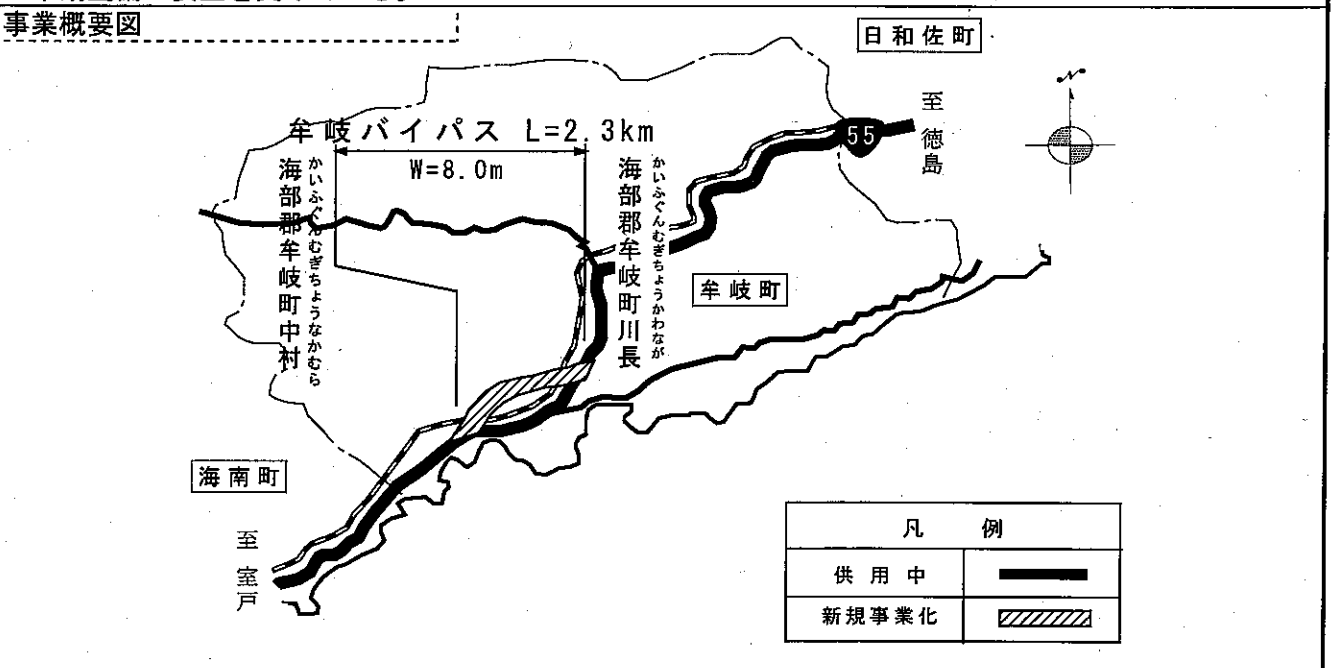 事業概要図
日和佐町
至 徳島
55
N
牟岐バイパス L=2.3km
W=8.0m
海部郡牟岐町中村
かいふぐんむぎちょうなかむら
海部郡牟岐町川長
かいふぐんむぎちょうかわなが
牟岐町
海南町
至 室戸
凡 例
供用中
新規事業化